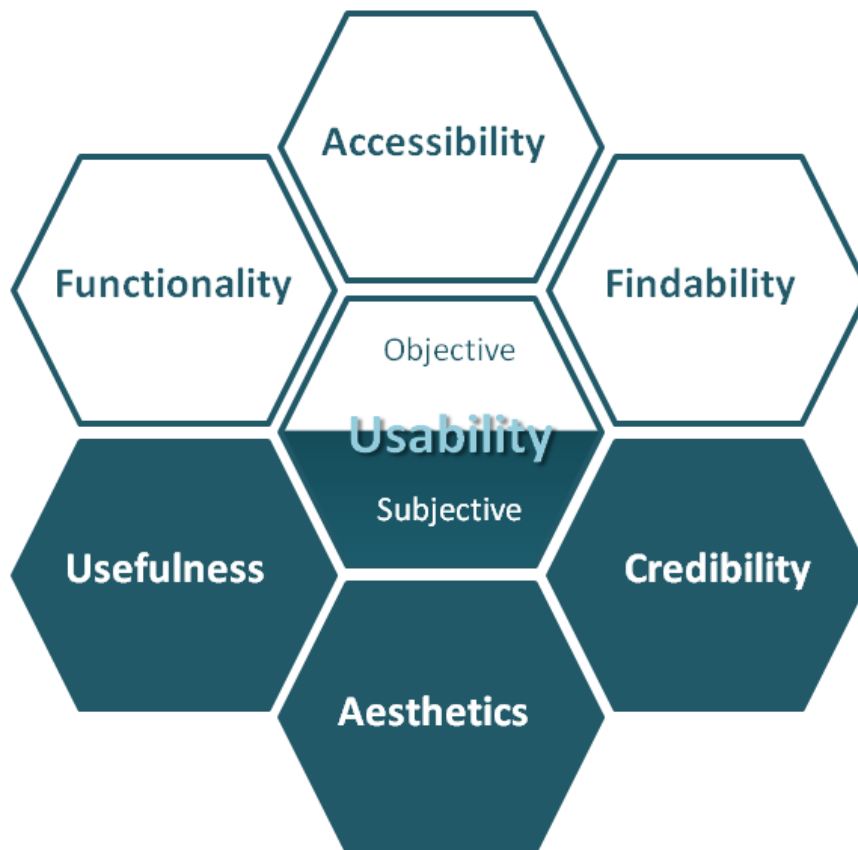 Accessibility
Functionality
Findability
Objective
Usability
Subjective
Usefulness
Credibility
Aesthetics